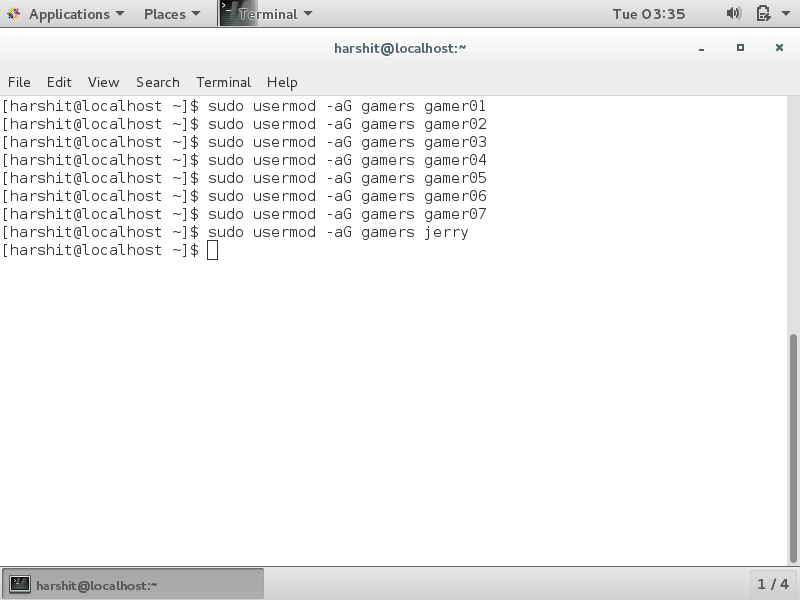 Applications Places Terminal Tue 03:35
harshit@localhost:~
File Edit View Search Terminal Help
[harshit@localhost ~]$ sudo usermod -aG gamers gamer01
[harshit@localhost ~]$ sudo usermod -aG gamers gamer02
[harshit@localhost ~]$ sudo usermod -aG gamers gamer03
[harshit@localhost ~]$ sudo usermod -aG gamers gamer04
[harshit@localhost ~]$ sudo usermod -aG gamers gamer05
[harshit@localhost ~]$ sudo usermod -aG gamers gamer06
[harshit@localhost ~]$ sudo usermod -aG gamers gamer07
[harshit@localhost ~]$ sudo usermod -aG gamers jerry
[harshit@localhost ~]$
harshit@localhost:~ 1 / 4